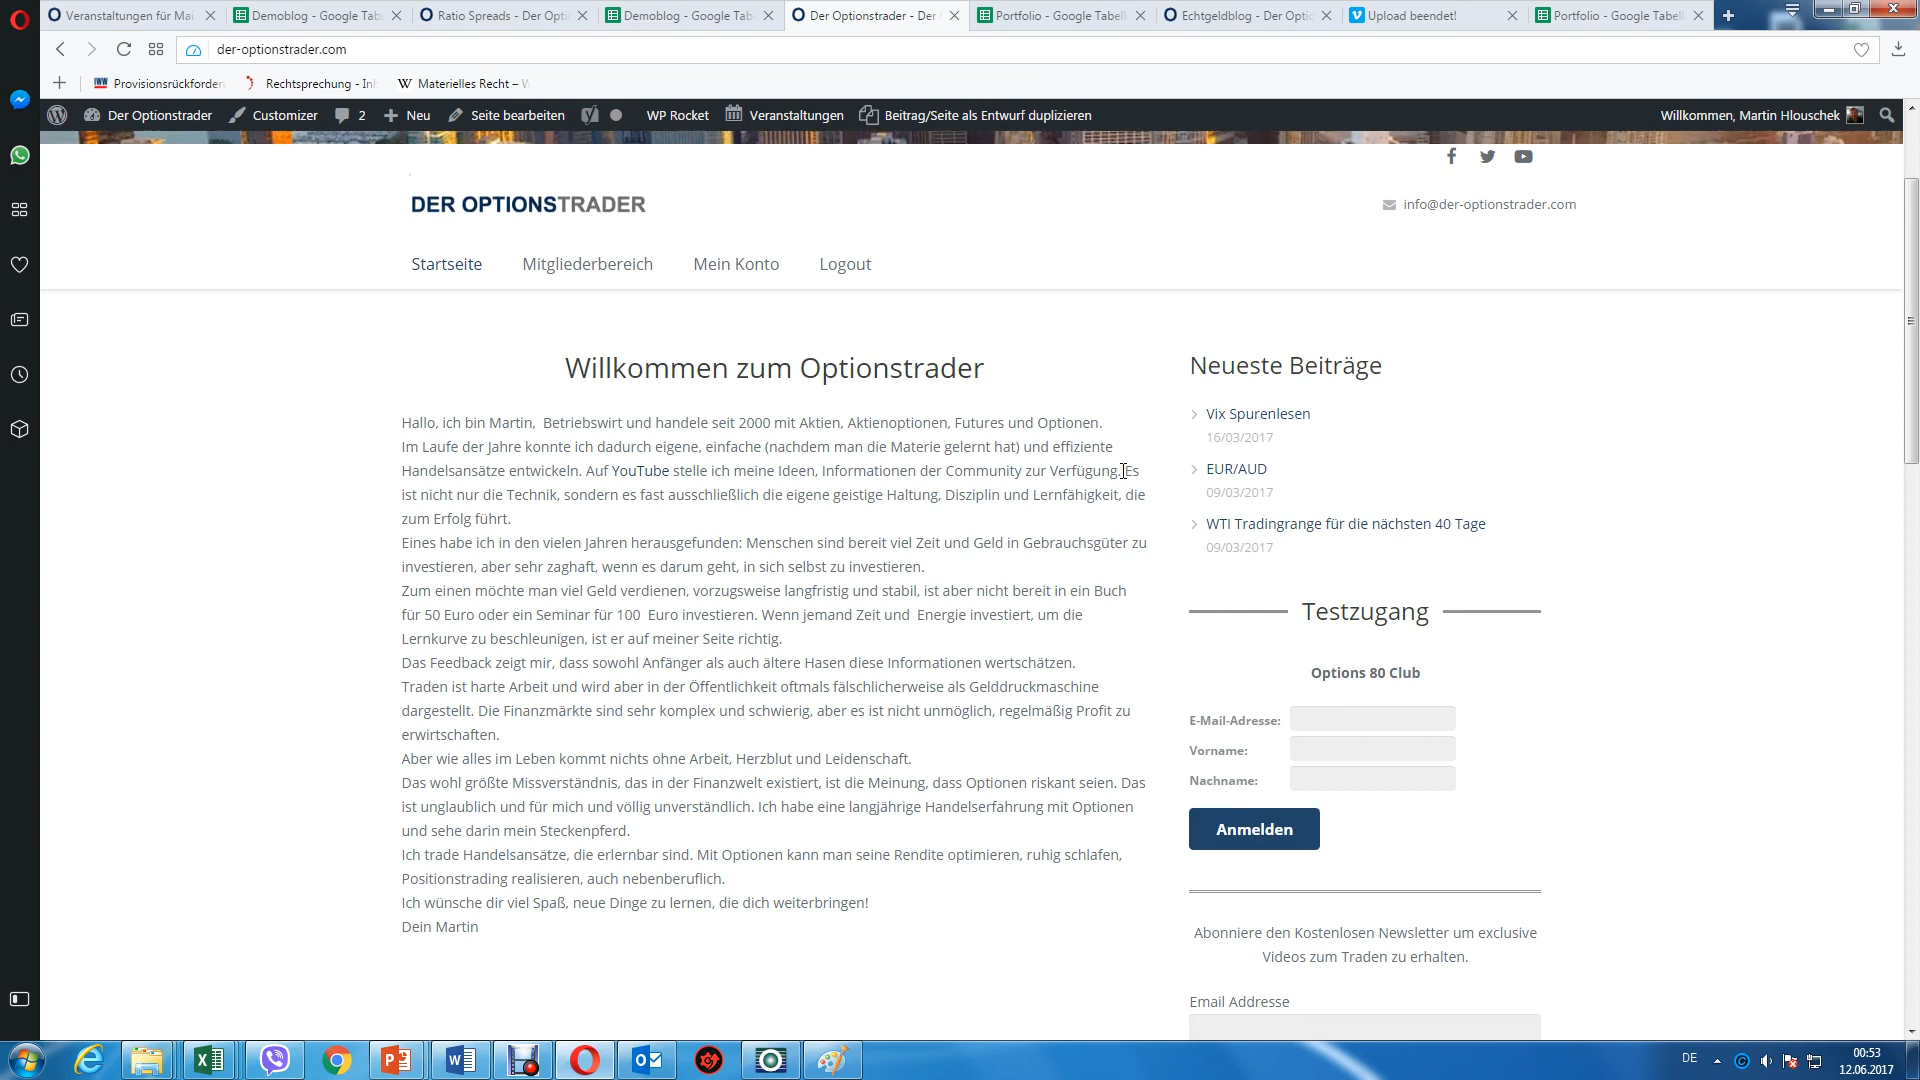 Veranstaltungen für Mai
Demoblog - Google Tab
Ratio Spreads - Der Opti
Demoblog - Google Tab
Der Optionstrader - Der
Portfolio - Google Tabell
Echtgeldblog - Der Optio
Upload beendet!
Portfolio - Google Tabell
der-optionstrader.com
Provisionsrückforder
Rechtsprechung - Inh
Materielles Recht – W
Der Optionstrader
Customizer
2
Neu
Seite bearbeiten
WP Rocket
Veranstaltungen
Beitrag/Seite als Entwurf duplizieren
Willkommen, Martin Hlouschek
DER OPTIONSTRADER
info@der-optionstrader.com
Startseite
Mitgliederbereich
Mein Konto
Logout
Willkommen zum Optionstrader
Hallo, ich bin Martin,  Betriebswirt und handele seit 2000 mit Aktien, Aktienoptionen, Futures und Optionen.
Im Laufe der Jahre konnte ich dadurch eigene, einfache (nachdem man die Materie gelernt hat) und effiziente
Handelsansätze entwickeln. Auf YouTube stelle ich meine Ideen, Informationen der Community zur Verfügung. Es
ist nicht nur die Technik, sondern es fast ausschließlich die eigene geistige Haltung, Disziplin und Lernfähigkeit, die
zum Erfolg führt.
Eines habe ich in den vielen Jahren herausgefunden: Menschen sind bereit viel Zeit und Geld in Gebrauchsgüter zu
investieren, aber sehr zaghaft, wenn es darum geht, in sich selbst zu investieren.
Zum einen möchte man viel Geld verdienen, vorzugsweise langfristig und stabil, ist aber nicht bereit in ein Buch
für 50 Euro oder ein Seminar für 100  Euro investieren. Wenn jemand Zeit und  Energie investiert, um die
Lernkurve zu beschleunigen, ist er auf meiner Seite richtig.
Das Feedback zeigt mir, dass sowohl Anfänger als auch ältere Hasen diese Informationen wertschätzen.
Traden ist harte Arbeit und wird aber in der Öffentlichkeit oftmals fälschlicherweise als Gelddruckmaschine
dargestellt. Die Finanzmärkte sind sehr komplex und schwierig, aber es ist nicht unmöglich, regelmäßig Profit zu
erwirtschaften.
Aber wie alles im Leben kommt nichts ohne Arbeit, Herzblut und Leidenschaft.
Das wohl größte Missverständnis, das in der Finanzwelt existiert, ist die Meinung, dass Optionen riskant seien. Das
ist unglaublich und für mich und völlig unverständlich. Ich habe eine langjährige Handelserfahrung mit Optionen
und sehe darin mein Steckenpferd.
Ich trade Handelsansätze, die erlernbar sind. Mit Optionen kann man seine Rendite optimieren, ruhig schlafen,
Positionstrading realisieren, auch nebenberuflich.
Ich wünsche dir viel Spaß, neue Dinge zu lernen, die dich weiterbringen!
Dein Martin
Neueste Beiträge
Vix Spurenlesen
16/03/2017
EUR/AUD
09/03/2017
WTI Tradingrange für die nächsten 40 Tage
09/03/2017
Testzugang
Options 80 Club
E-Mail-Adresse:
Vorname:
Nachname:
Anmelden
Abonniere den Kostenlosen Newsletter um exclusive
Videos zum Traden zu erhalten.
Email Address
DE
00:53
12.06.2017